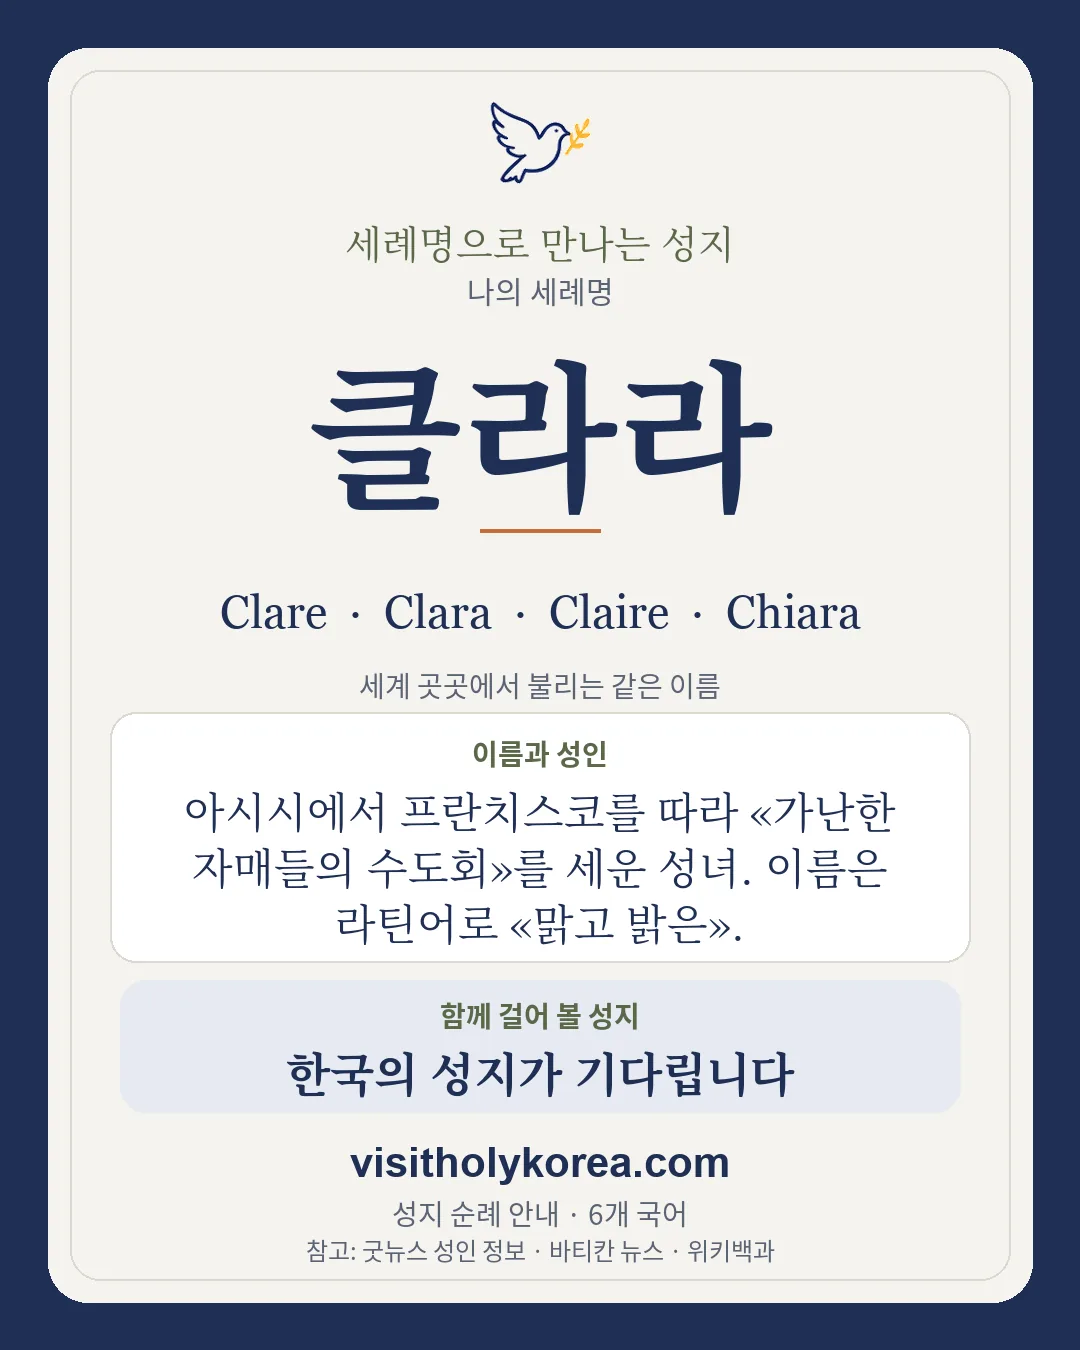 세례명으로 만나는 성지
나의 세례명
클라라
Clare · Clara · Claire · Chiara
세계 곳곳에서 불리는 같은 이름
이름과 성인
아시시에서 프란치스코를 따라 «가난한
자매들의 수도회»를 세운 성녀. 이름은
라틴어로 «맑고 밝은».
함께 걸어 볼 성지
한국의 성지가 기다립니다
visitholykorea.com
성지 순례 안내 · 6개 국어
참고: 굿뉴스 성인 정보 · 바티칸 뉴스 · 위키백과